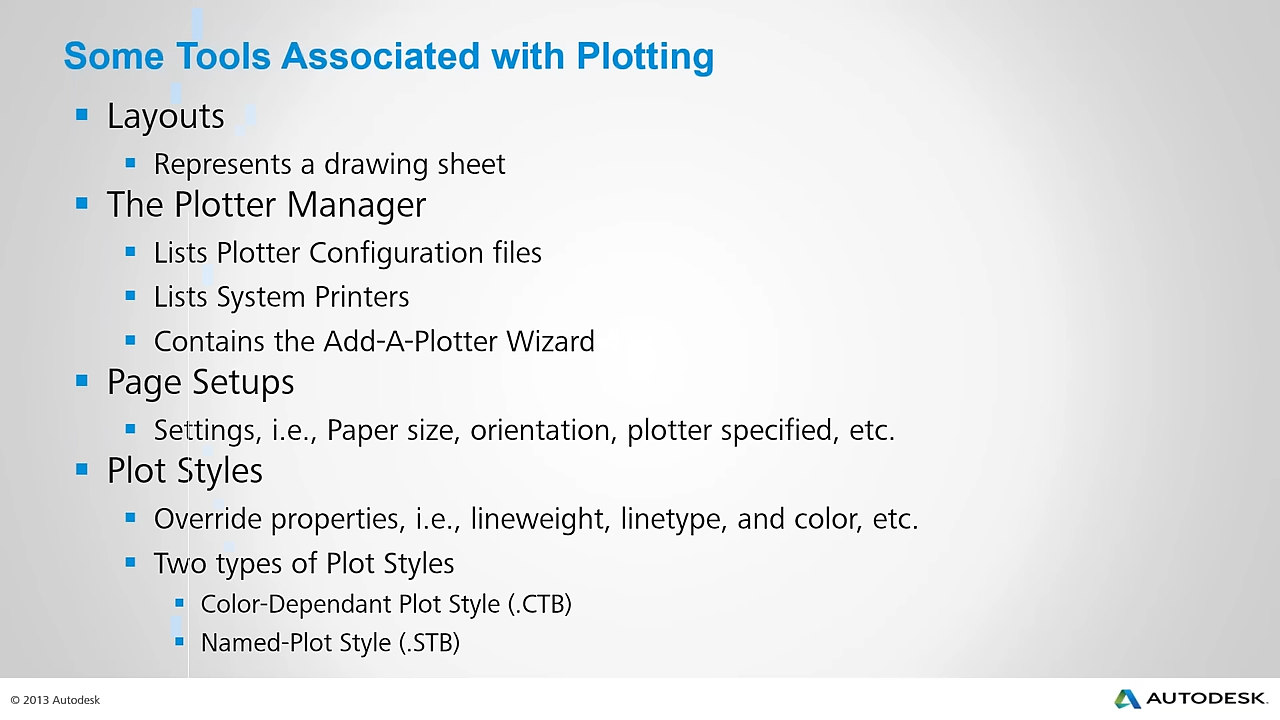 Some Tools Associated with Plotting
Layouts
Represents a drawing sheet
The Plotter Manager
Lists Plotter Configuration files
Lists System Printers
Contains the Add-A-Plotter Wizard
Page Setups
Settings, i.e., Paper size, orientation, plotter specified, etc.
Plot Styles
Override properties, i.e., lineweight, linetype, and color, etc.
Two types of Plot Styles
Color-Dependant Plot Style (.CTB)
Named-Plot Style (.STB)
© 2013 Autodesk
AUTODESK.